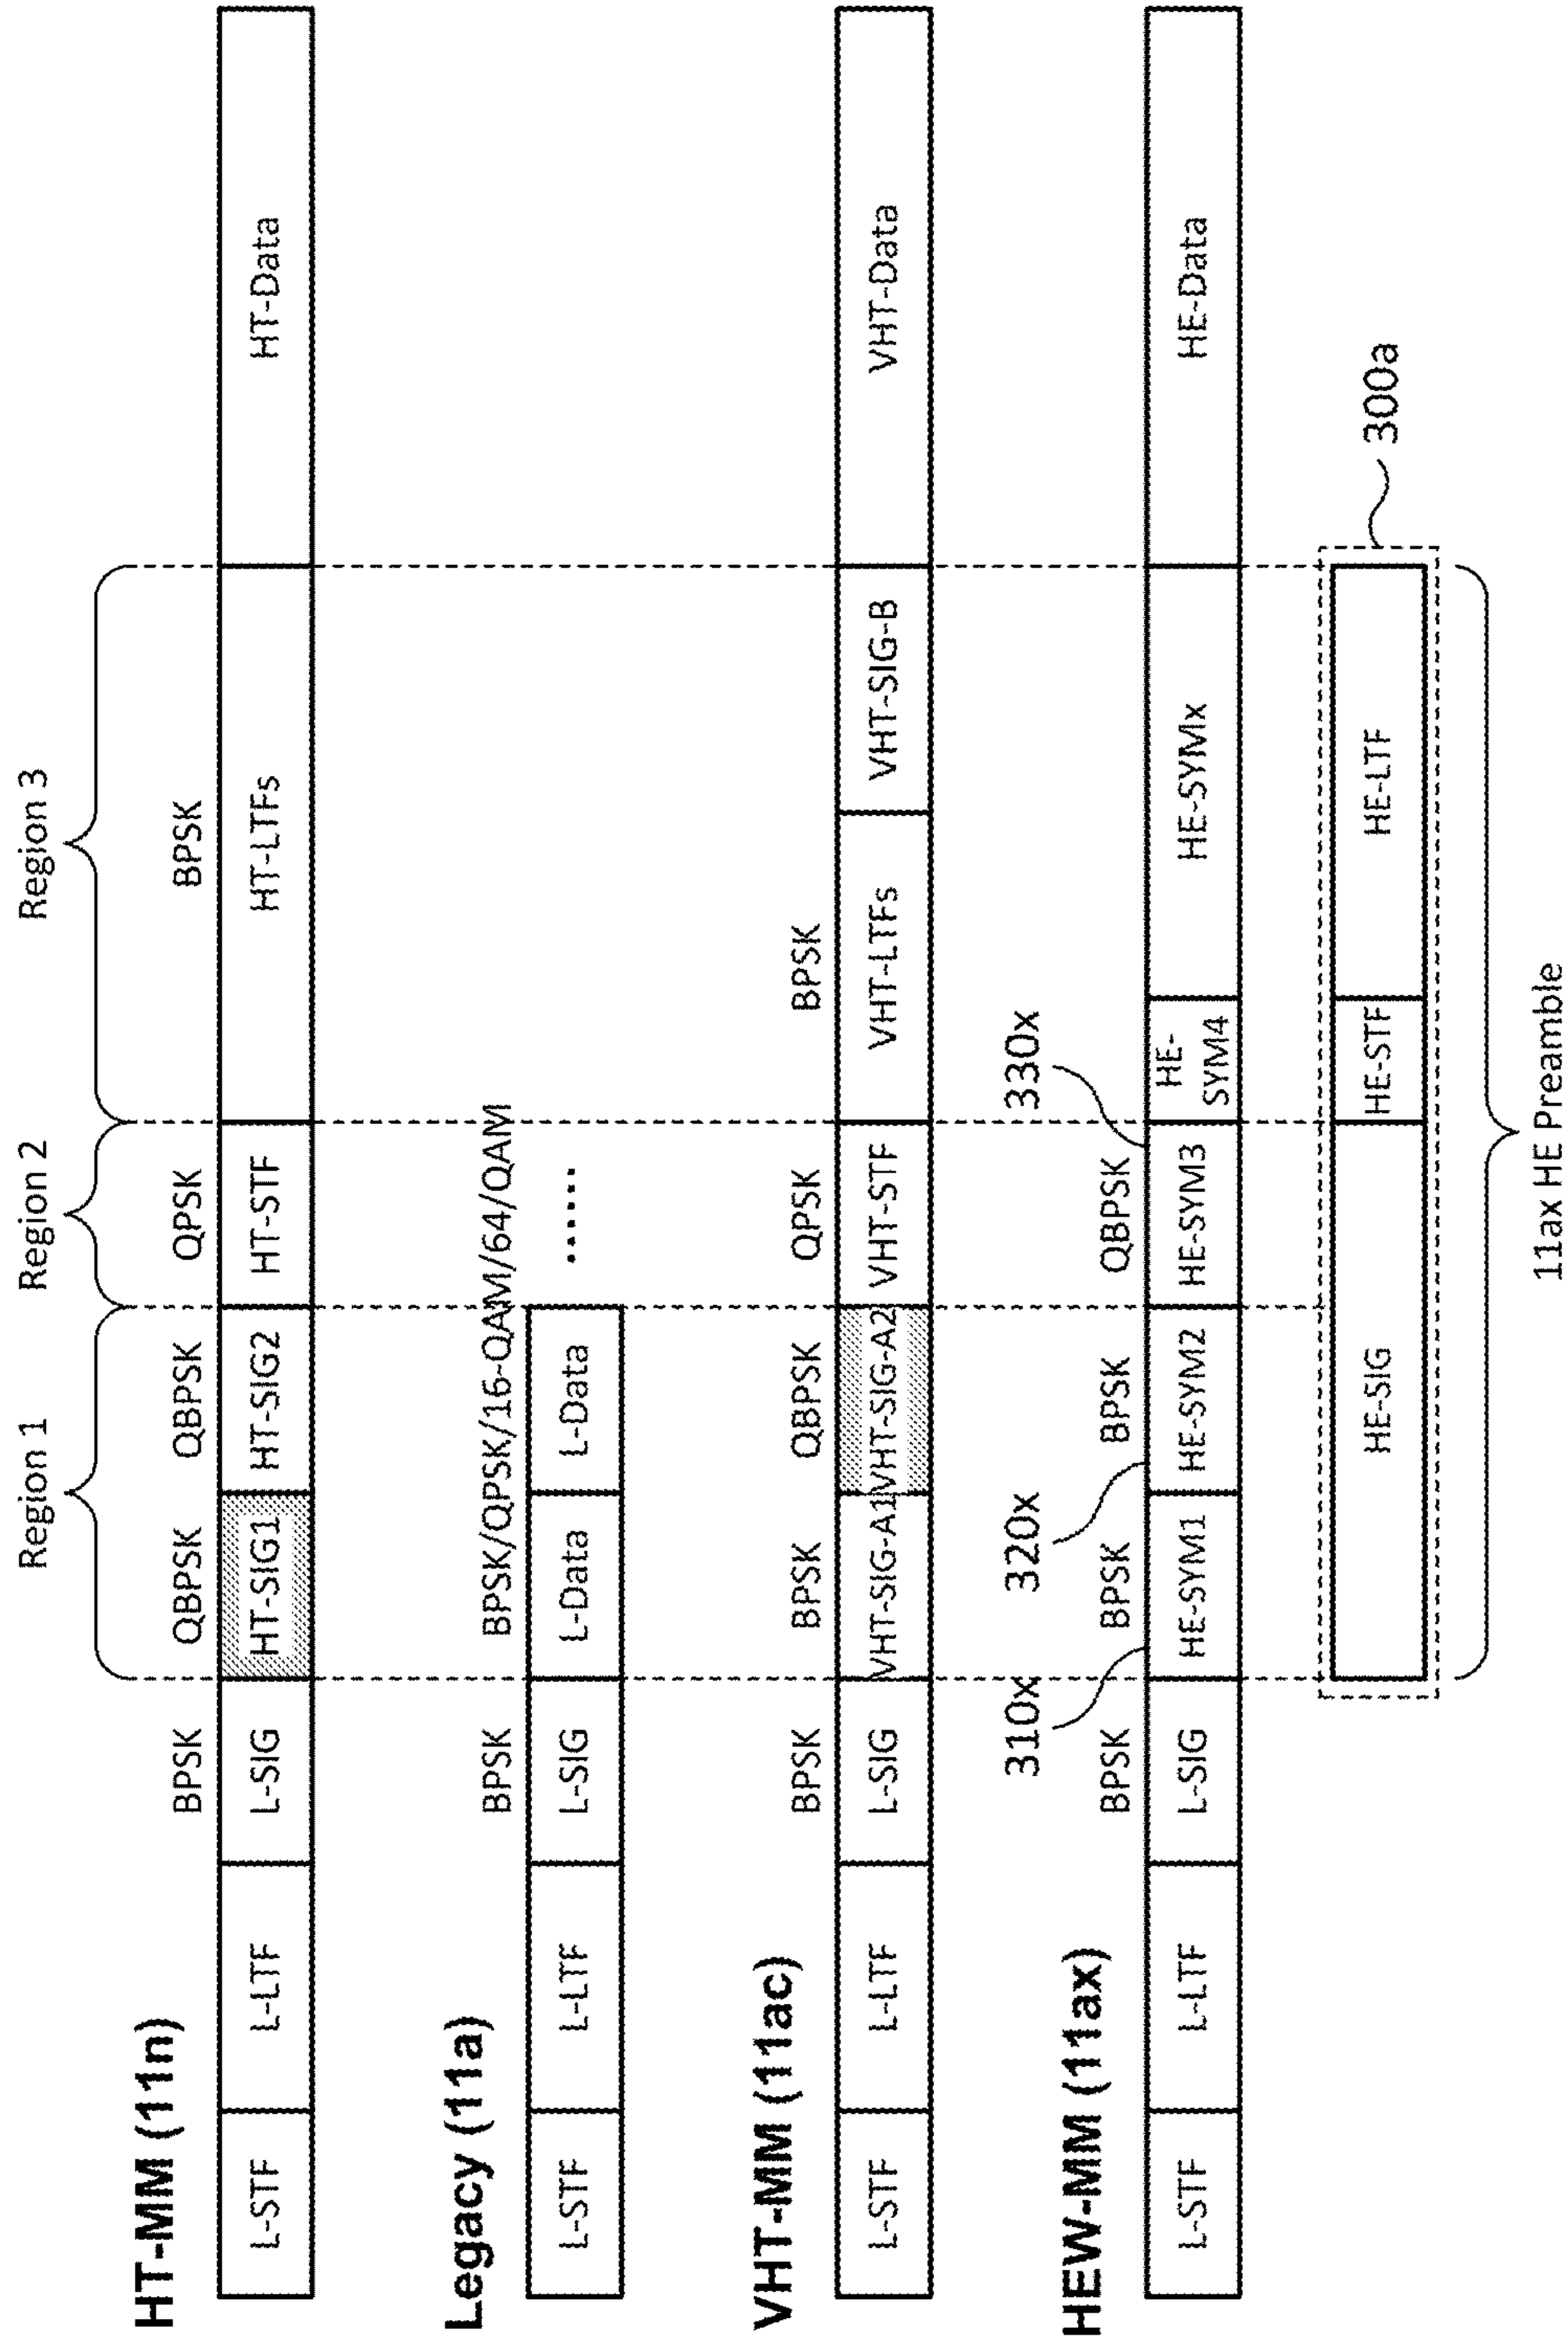 Region 1
Region 2
Region 3
HT-MM (11n)
BPSK
QBPSK
QBPSK
QPSK
BPSK
L-STF
L-LTF
L-SIG
HT-SIG1
HT-SIG2
HT-STF
HT-LTFs
HT-Data
Legacy (11a)
BPSK
BPSK/QPSK/16-QAM/64/QAM
L-STF
L-LTF
L-SIG
L-Data
L-Data
......
VHT-MM (11ac)
BPSK
BPSK
QBPSK
QPSK
BPSK
L-STF
L-LTF
L-SIG
VHT-SIG-A1
VHT-SIG-A2
VHT-STF
VHT-LTFs
VHT-SIG-B
VHT-Data
310x
320x
330x
HEW-MM (11ax)
BPSK
BPSK
BPSK
QBPSK
L-STF
L-LTF
L-SIG
HE-SYM1
HE-SYM2
HE-SYM3
HE-
SYM4
HE-SYMx
HE-Data
HE-SIG
HE-STF
HE-LTF
300a
11ax HE Preamble